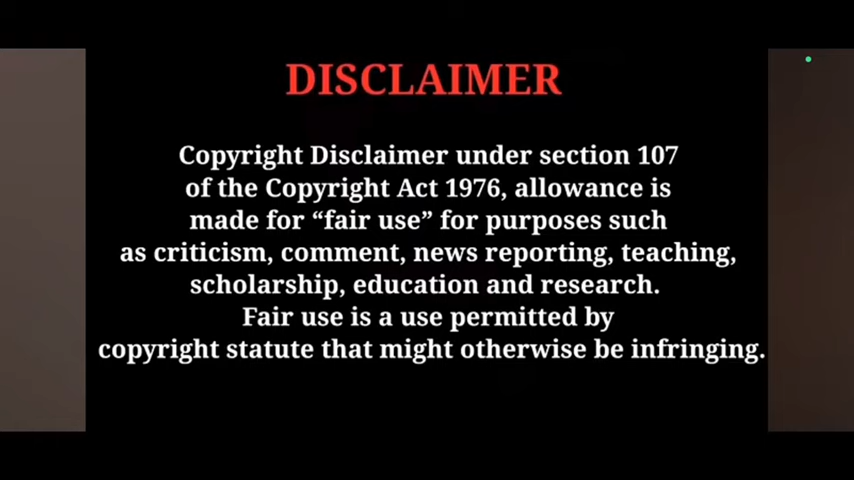 DISCLAIMER
Copyright Disclaimer under section 107
of the Copyright Act 1976, allowance is
made for “fair use” for purposes such
as criticism, comment, news reporting, teaching,
scholarship, education and research.
Fair use is a use permitted by
copyright statute that might otherwise be infringing.